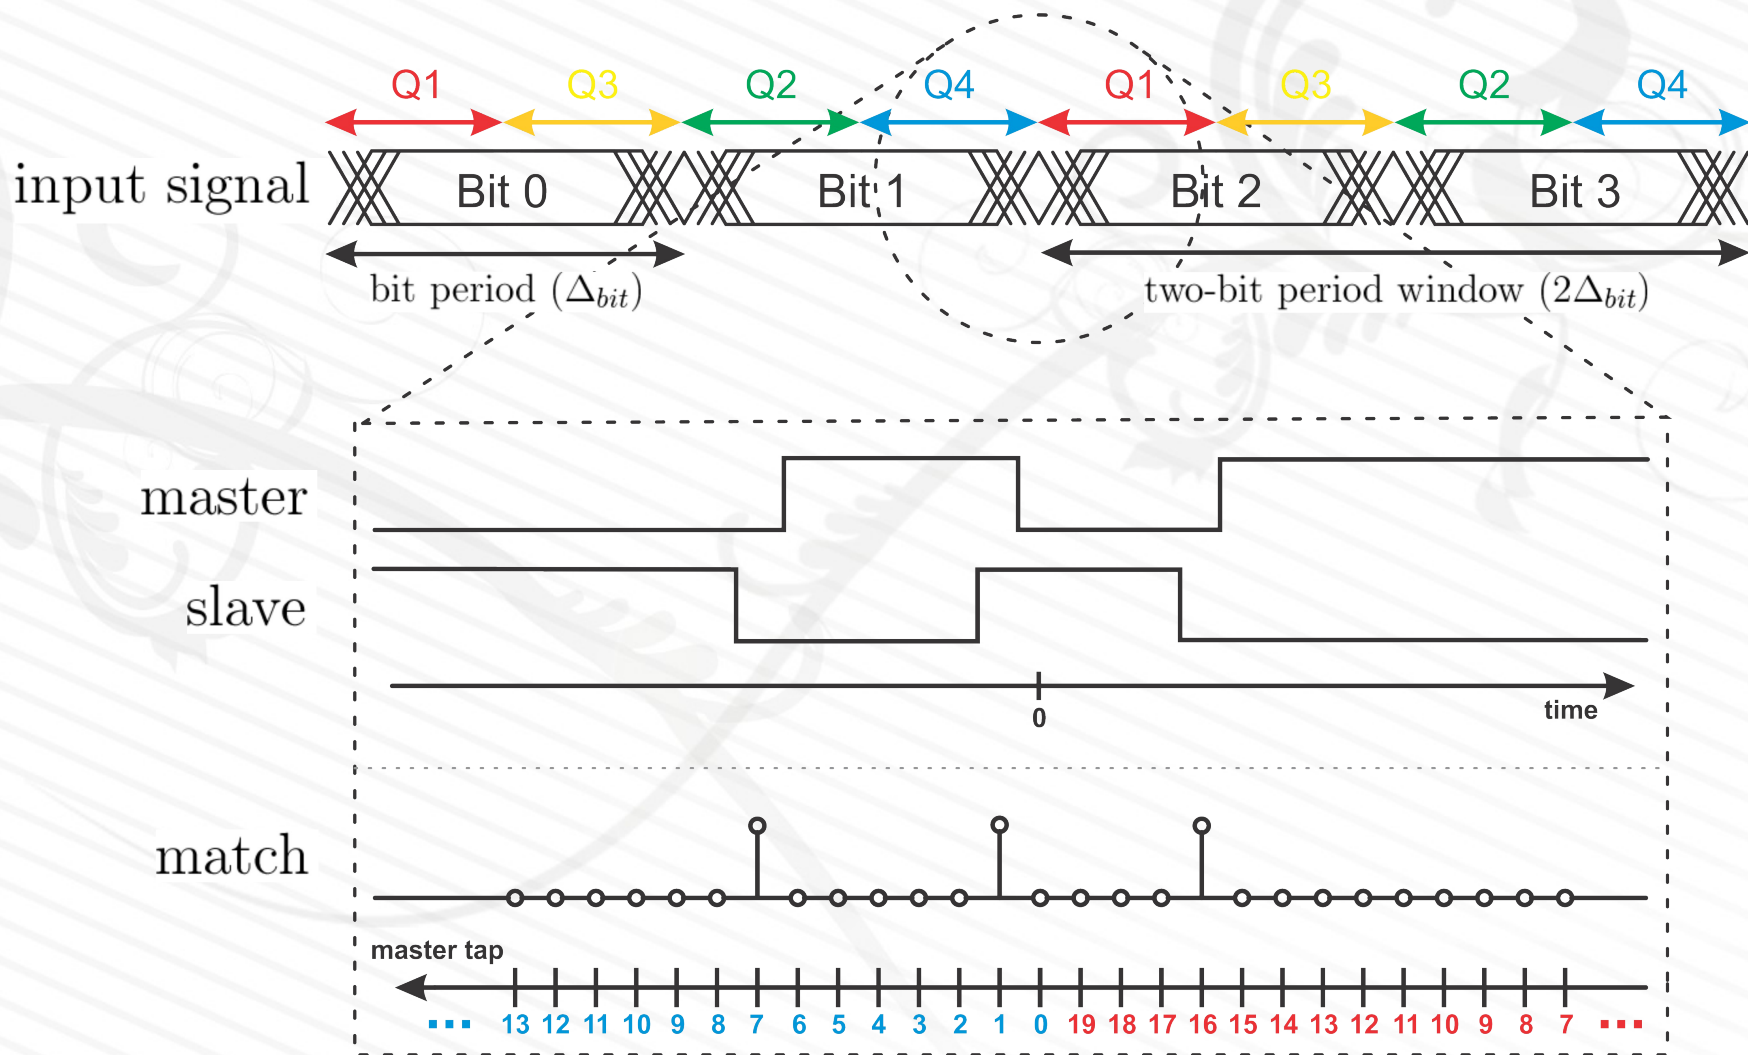 Q1 Q3 Q2 Q4 Q1 Q3 Q2 Q4
input signal Bit 0 Bit 1 Bit 2 Bit 3
bit period (Δbit) two-bit period window (2Δbit)
master
slave
0
time
match
master tap
... 13 12 11 10 9 8 7 6 5 4 3 2 1 0 19 18 17 16 15 14 13 12 11 10 9 8 7 ...